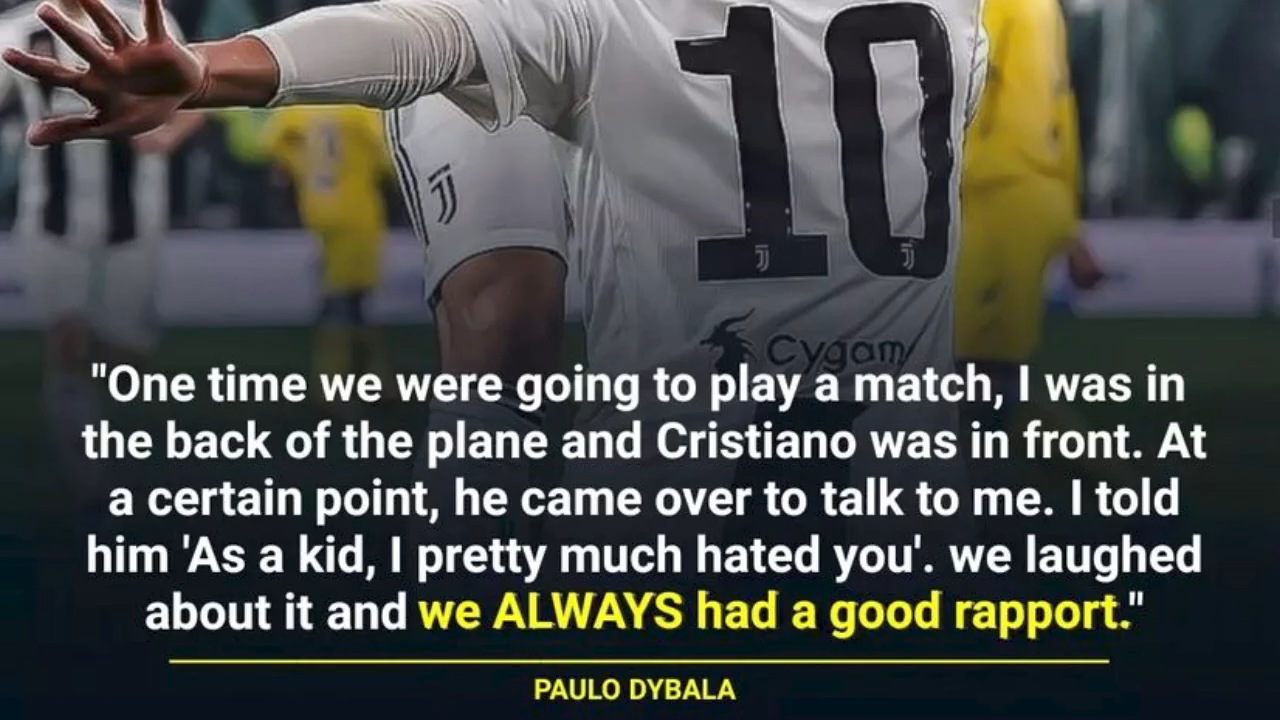 10
Cygam
"One time we were going to play a match, I was in
the back of the plane and Cristiano was in front. At
a certain point, he came over to talk to me. I told
him 'As a kid, I pretty much hated you'. we laughed
about it and we ALWAYS had a good rapport."
PAULO DYBALA